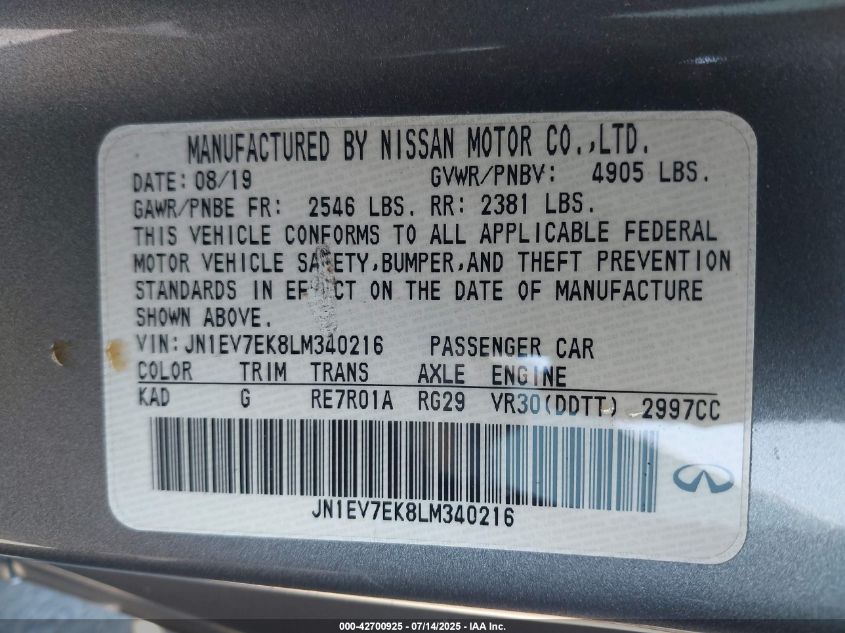 MANUFACTURED BY NISSAN MOTOR CO.,LTD.
DATE: 08/19 GVWR/PNBV: 4905 LBS.
GAWR/PNBE FR: 2546 LBS. RR: 2381 LBS.
THIS VEHICLE CONFORMS TO ALL APPLICABLE FEDERAL
MOTOR VEHICLE SAFETY,BUMPER,AND THEFT PREVENTION
STANDARDS IN EFFECT ON THE DATE OF MANUFACTURE
SHOWN ABOVE.
VIN:JN1EV7EK8LM340216 PASSENGER CAR
COLOR TRIM TRANS AXLE ENGINE
KAD G RE7R01A RG29 VR30(DDTT) 2997CC
JN1EV7EK8LM340216
000-42700925 - 07/14/2025 - IAA Inc.